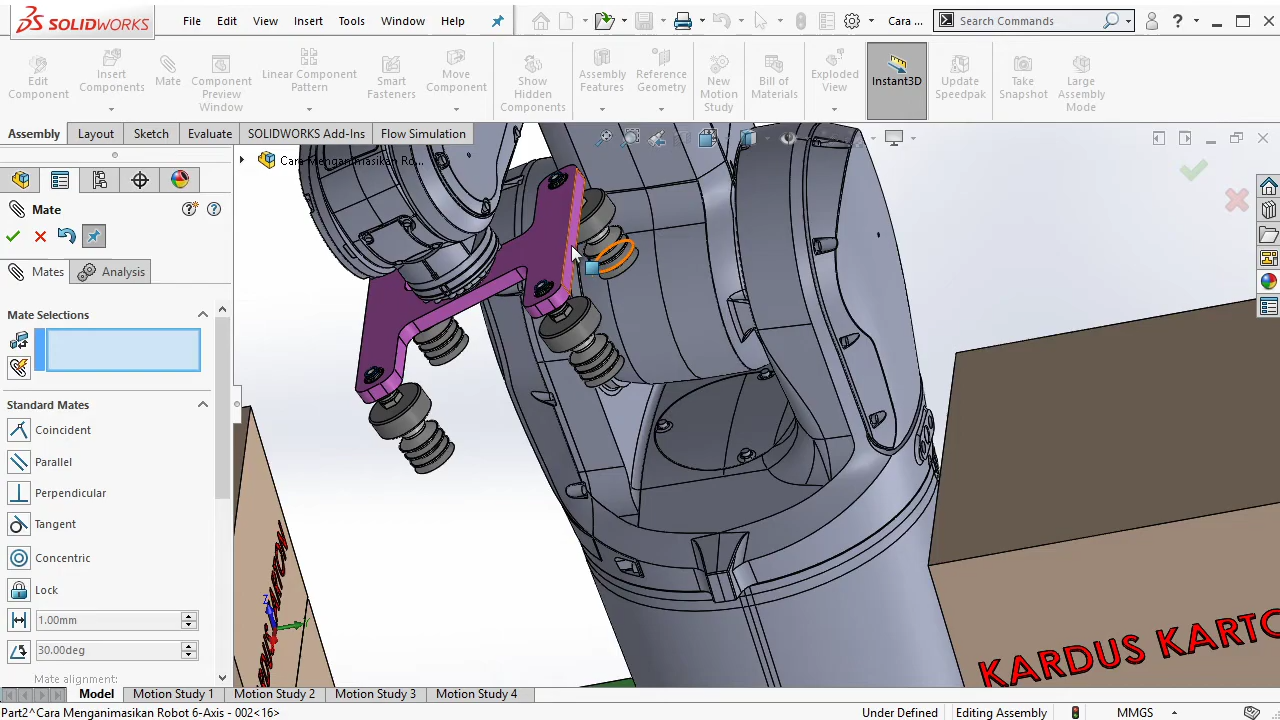 SOLIDWORKS
File Edit View Insert Tools Window Help
Cara ...
Search Commands
Edit Component
Insert Components
Mate
Component Preview Window
Linear Component Pattern
Smart Fasteners
Move Component
Show Hidden Components
Assembly Features
Reference Geometry
New Motion Study
Bill of Materials
Exploded View
Instant3D
Update Speedpak
Take Snapshot
Large Assembly Mode
Assembly Layout Sketch Evaluate SOLIDWORKS Add-Ins Flow Simulation
Cara Menganimasikan Ro...
Mate
Mates Analysis
Mate Selections
Standard Mates
Coincident
Parallel
Perpendicular
Tangent
Concentric
Lock
1.00mm
30.00deg
Mate alignment:
Z
KARDUS KARTO
Model Motion Study 1 Motion Study 2 Motion Study 3 Motion Study 4
Part2^Cara Menganimasikan Robot 6-Axis - 002<16> Under Defined Editing Assembly MMGS